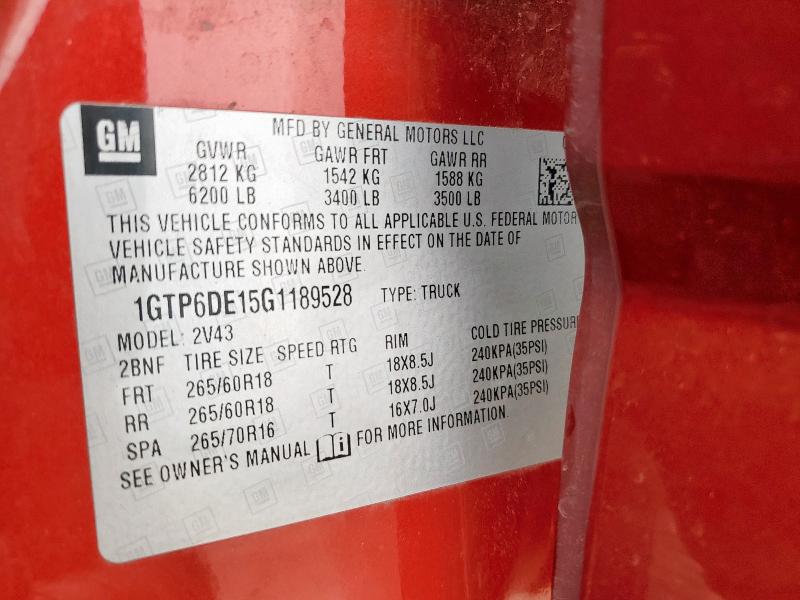 GM
MFD BY GENERAL MOTORS LLC
GVWR GAWR FRT GAWR RR
2812 KG 1542 KG 1588 KG
6200 LB 3400 LB 3500 LB
THIS VEHICLE CONFORMS TO ALL APPLICABLE U.S. FEDERAL MOTOR
VEHICLE SAFETY STANDARDS IN EFFECT ON THE DATE OF
MANUFACTURE SHOWN ABOVE.
1GTP6DE15G1189528 TYPE: TRUCK
MODEL: 2V43
2BNF TIRE SIZE SPEED RTG RIM COLD TIRE PRESSUR
FRT 265/60R18 T 18X8.5J 240KPA(35PSI)
RR 265/60R18 T 18X8.5J 240KPA(35PSI)
SPA 265/70R16 T 16X7.0J 240KPA(35PSI)
SEE OWNER'S MANUAL i FOR MORE INFORMATION.